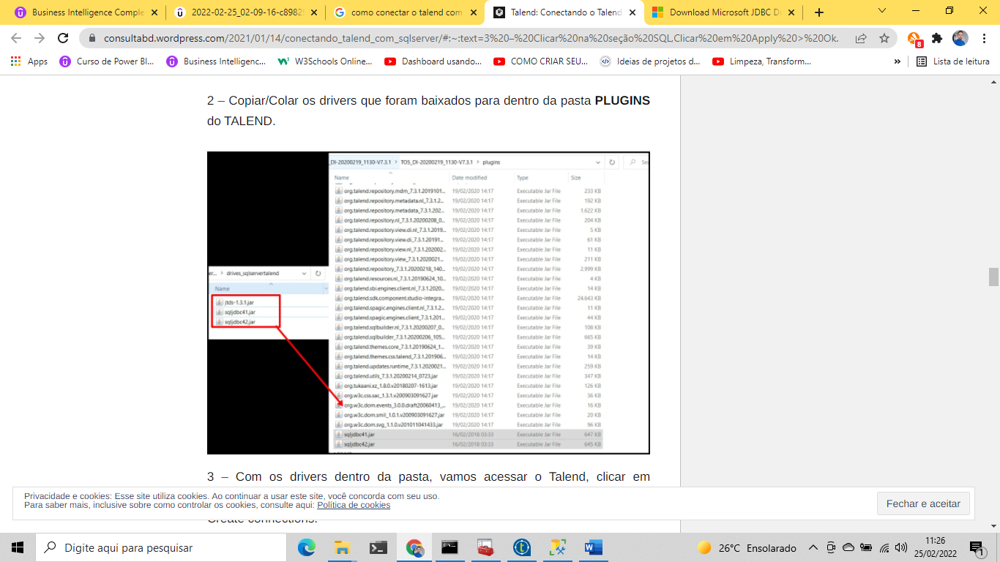 Business Intelligence Comple
2022-02-25_02-09-16-c8982
como conectar o talend com
Talend: Conectando o Talend
Download Microsoft JDBC D
consultabd.wordpress.com/2021/01/14/conectando_talend_com_sqlserver/#:~:text=3%20–%20Clicar%20na%20seção%20SQL,Clicar%20em%20Apply%20>%20Ok.
8
Apps
Curso de Power BI...
Business Intelligenc...
W3Schools Online...
Dashboard usando...
COMO CRIAR SEU...
Ideias de projetos d...
Limpeza, Transform...
»
Lista de leitura
2 – Copiar/Colar os drivers que foram baixados para dentro da pasta PLUGINS
do TALEND.
_DI-20200219_1130-V7.3.1 > TOS_DI-20200219_1130-V7.3.1 > plugins
Name Date modified Type Size
org.talend.repository.mdm_7.3.1.2019101... 19/02/2020 14:17 Executable Jar File 233 KB
org.talend.repository.metadata.nl_7.3.1.2... 19/02/2020 14:17 Executable Jar File 192 KB
org.talend.repository.metadata_7.3.1.202... 19/02/2020 14:17 Executable Jar File 1.622 KB
org.talend.repository.nl_7.3.1.20200208_0... 19/02/2020 14:17 Executable Jar File 204 KB
org.talend.repository.view.di.nl_7.3.1.2019... 19/02/2020 14:17 Executable Jar File 5 KB
org.talend.repository.view.di_7.3.1.20191... 19/02/2020 14:17 Executable Jar File 61 KB
org.talend.repository.view.nl_7.3.1.202002... 19/02/2020 14:17 Executable Jar File 11 KB
org.talend.repository.view_7.3.1.2020021... 19/02/2020 14:17 Executable Jar File 211 KB
org.talend.repository_7.3.1.20200218_140... 19/02/2020 14:17 Executable Jar File 2.999 KB
org.talend.resources.nl_7.3.1.20190624_10... 19/02/2020 14:17 Executable Jar File 4 KB
org.talend.sbi.engines.client.nl_7.3.1.2020... 19/02/2020 14:17 Executable Jar File 14 KB
org.talend.sdk.component.studio-integra... 19/02/2020 14:17 Executable Jar File 24.643 KB
org.talend.spagic.engines.client.nl_7.3.1.2... 19/02/2020 14:17 Executable Jar File 11 KB
org.talend.spagic.engines.client_7.3.1.201... 19/02/2020 14:17 Executable Jar File 44 KB
org.talend.sqlbuilder.nl_7.3.1.20200207_0... 19/02/2020 14:17 Executable Jar File 108 KB
org.talend.sqlbuilder_7.3.1.20200206_105... 19/02/2020 14:17 Executable Jar File 665 KB
org.talend.themes.core_7.3.1.20190624_1... 19/02/2020 14:17 Executable Jar File 39 KB
org.talend.themes.css.talend_7.3.1.201906... 19/02/2020 14:17 Executable Jar File 14 KB
org.talend.updates.runtime_7.3.1.2020021... 19/02/2020 14:17 Executable Jar File 259 KB
org.talend.utils_7.3.1.20200214_0723.jar 19/02/2020 14:17 Executable Jar File 347 KB
org.tukaani.xz_1.8.0.v20180207-1613.jar 19/02/2020 14:17 Executable Jar File 126 KB
org.w3c.css.sac_1.3.1.v200903091627.jar 19/02/2020 14:17 Executable Jar File 36 KB
org.w3c.dom.events_3.0.0.draft20060413_... 19/02/2020 14:17 Executable Jar File 16 KB
org.w3c.dom.smil_1.0.1.v200903091627.jar 19/02/2020 14:17 Executable Jar File 20 KB
org.w3c.dom.svg_1.1.0.v201011041433.jar 19/02/2020 14:17 Executable Jar File 96 KB
sqljdbc41.jar 16/02/2018 03:33 Executable Jar File 647 KB
sqljdbc42.jar 16/02/2018 03:33 Executable Jar File 645 KB
er... > drives_sqlservertalend
Name
jtds-1.3.1.jar
sqljdbc41.jar
sqljdbc42.jar
3 – Com os drivers dentro da pasta, vamos acessar o Talend, clicar em
Privacidade e cookies: Esse site utiliza cookies. Ao continuar a usar este site, você concorda com seu uso.
Para saber mais, inclusive sobre como controlar os cookies, consulte aqui: Política de cookies
Fechar e aceitar
Create connections.
Digite aqui para pesquisar
26°C Ensolarado
11:26
25/02/2022
1